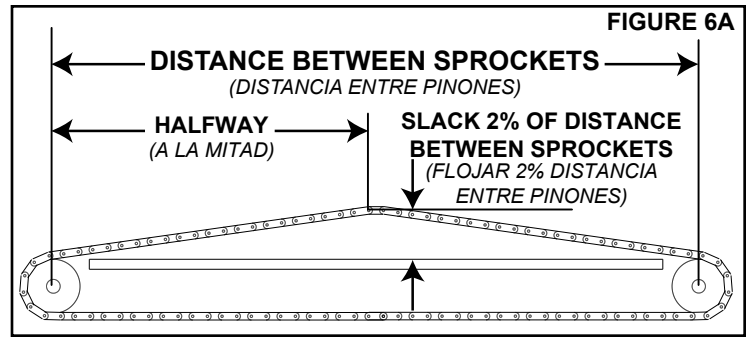 FIGURE 6A
DISTANCE BETWEEN SPROCKETS
(DISTANCIA ENTRE PINONES)
HALFWAY
(A LA MITAD)
SLACK 2% OF DISTANCE
BETWEEN SPROCKETS
(FLOJAR 2% DISTANCIA
ENTRE PINONES)